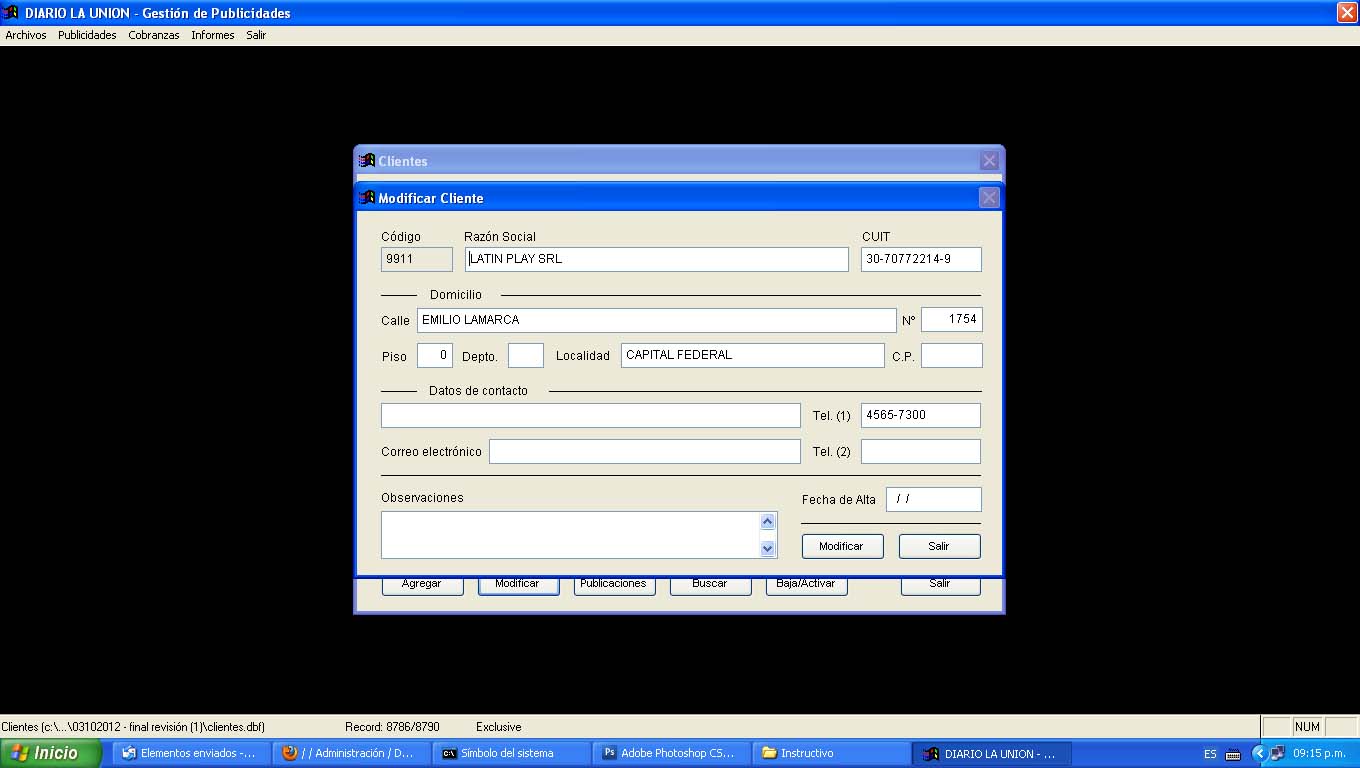 DIARIO LA UNION - Gestión de Publicidades
Archivos Publicidades Cobranzas Informes Salir
Clientes
Modificar Cliente
Código Razón Social CUIT
9911 LATIN PLAY SRL 30-70772214-9
Domicilio
Calle EMILIO LAMARCA Nº 1754
Piso 0 Depto. Localidad CAPITAL FEDERAL C.P.
Datos de contacto
Tel. (1) 4565-7300
Correo electrónico Tel. (2)
Observaciones Fecha de Alta / /
Modificar Salir
Agregar Modificar Publicaciones Buscar Baja/Activar Salir
Clientes (c:\...\03102012 - final revisión (1)\clientes.dbf) Record: 8786/8790 Exclusive NUM
Inicio Elementos enviados -... / / Administración / D... Símbolo del sistema Ps Adobe Photoshop CS... Instructivo DIARIO LA UNION - ... ES 09:15 p.m.